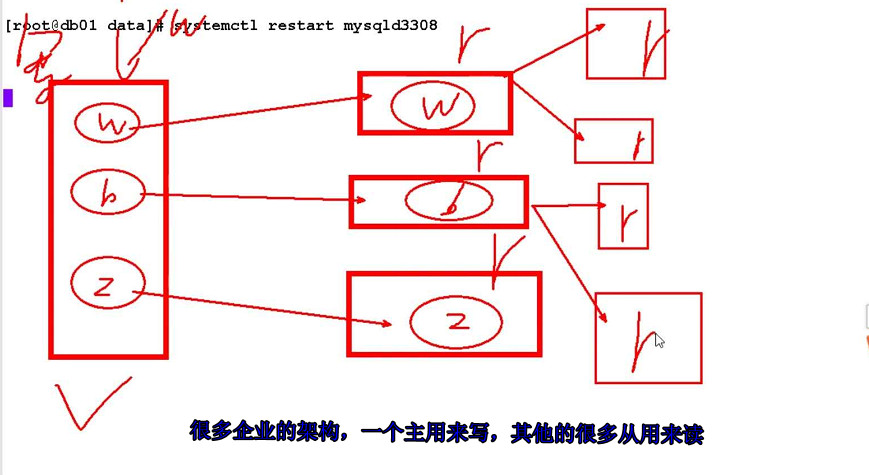 [root@db01 data]# systemctl restart mysqld3308
w
r
r
w
w
r
r
b
b
r
r
z
z
r
很多企业的架构，一个主用来写，其他的很多从用来读